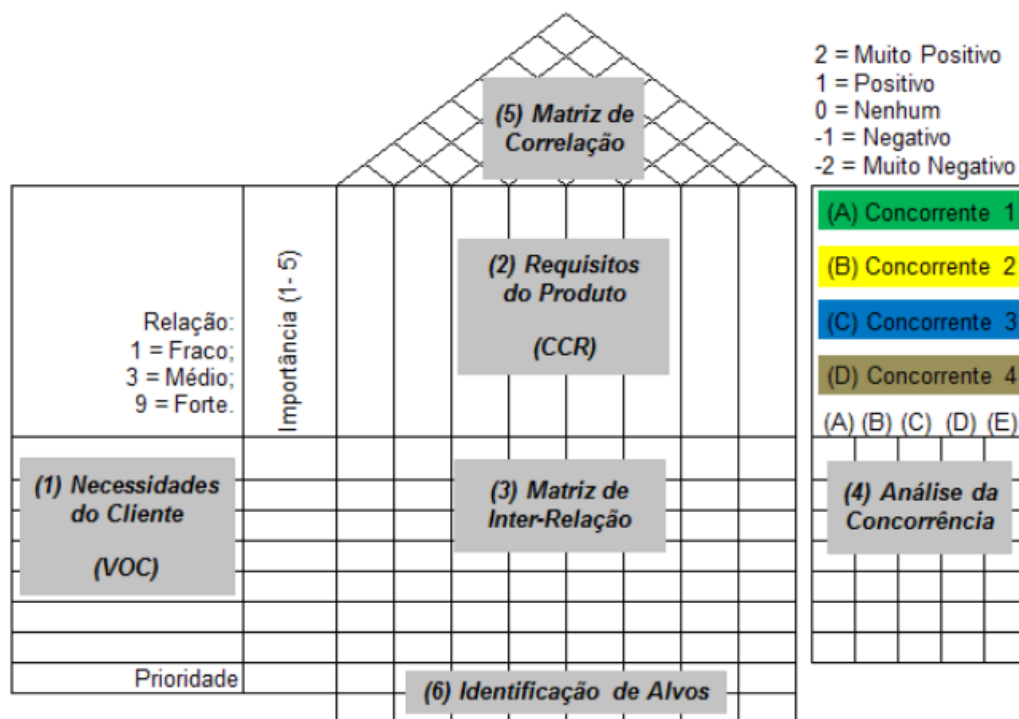 (5) Matriz de
Correlação
2 = Muito Positivo
1 = Positivo
0 = Nenhum
-1 = Negativo
-2 = Muito Negativo
Relação:
1 = Fraco;
3 = Médio;
9 = Forte.
Importância (1- 5)
(2) Requisitos
do Produto
(CCR)
(A) Concorrente 1
(B) Concorrente 2
(C) Concorrente 3
(D) Concorrente 4
(A) (B) (C) (D) (E)
(1) Necessidades
do Cliente
(VOC)
(3) Matriz de
Inter-Relação
(4) Análise da
Concorrência
Prioridade
(6) Identificação de Alvos